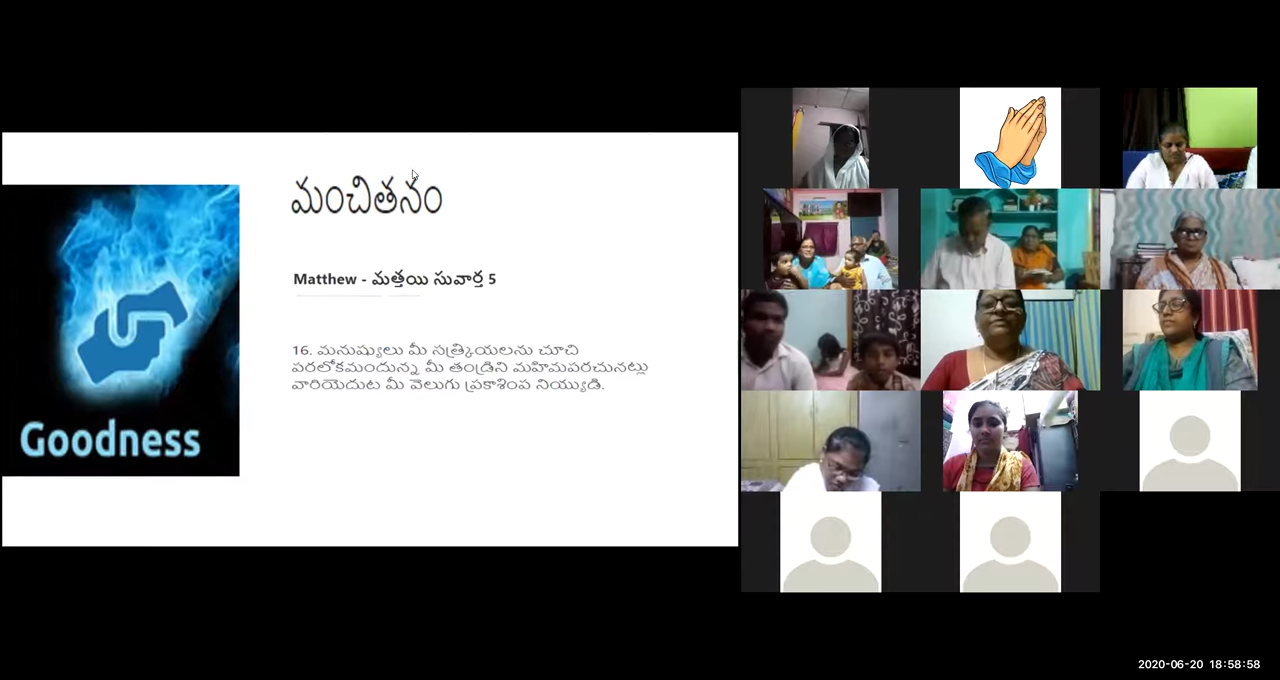 మంచితనం
Matthew - మత్తయి సువార్త 5
16. మనుష్యులు మీ సత్క్రియలను చూచి
పరలోకమందున్న మీ తండ్రిని మహిమపరచునట్లు
వారియెదుట మీ వెలుగు ప్రకాశింప నియ్యుడి.
Goodness
2020-06-20 18:58:58